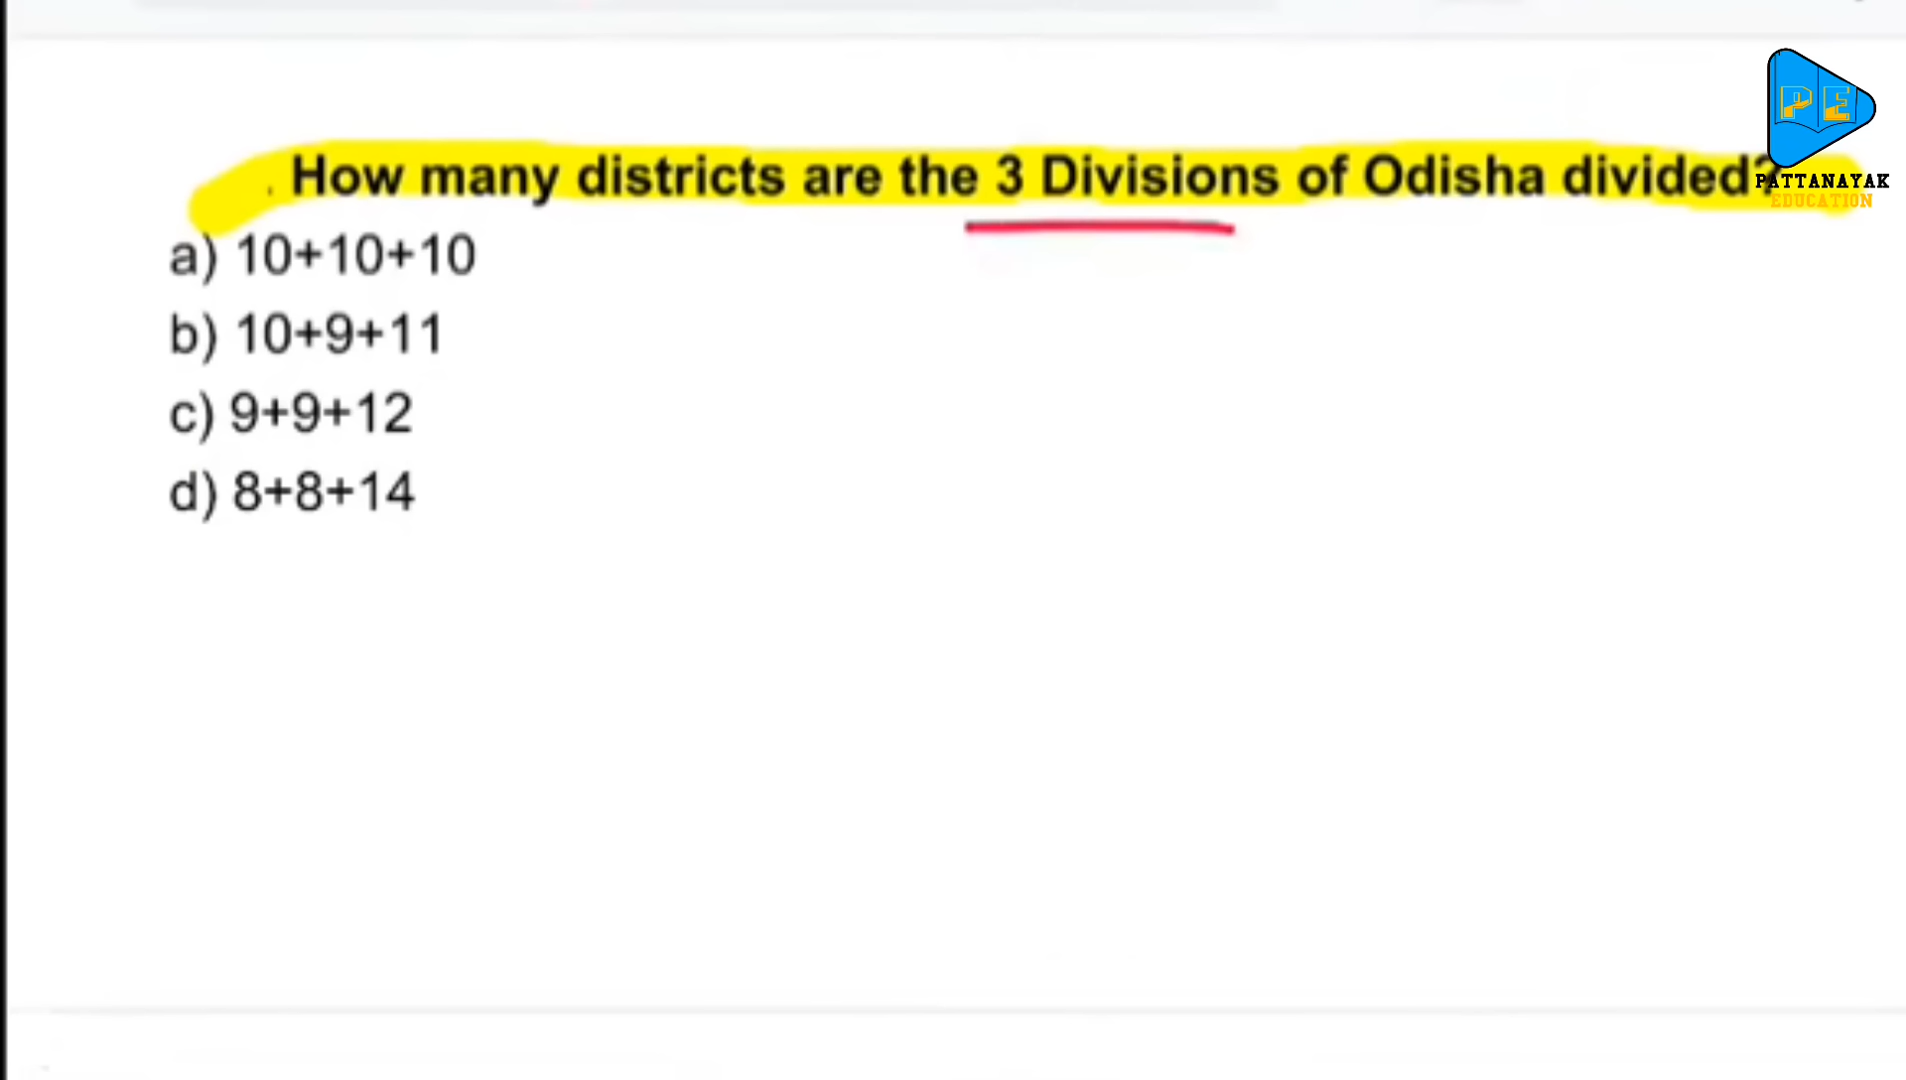 How many districts are the 3 Divisions of Odisha divided?
PE
PATTANAYAK
EDUCATION
a) 10+10+10
b) 10+9+11
c) 9+9+12
d) 8+8+14